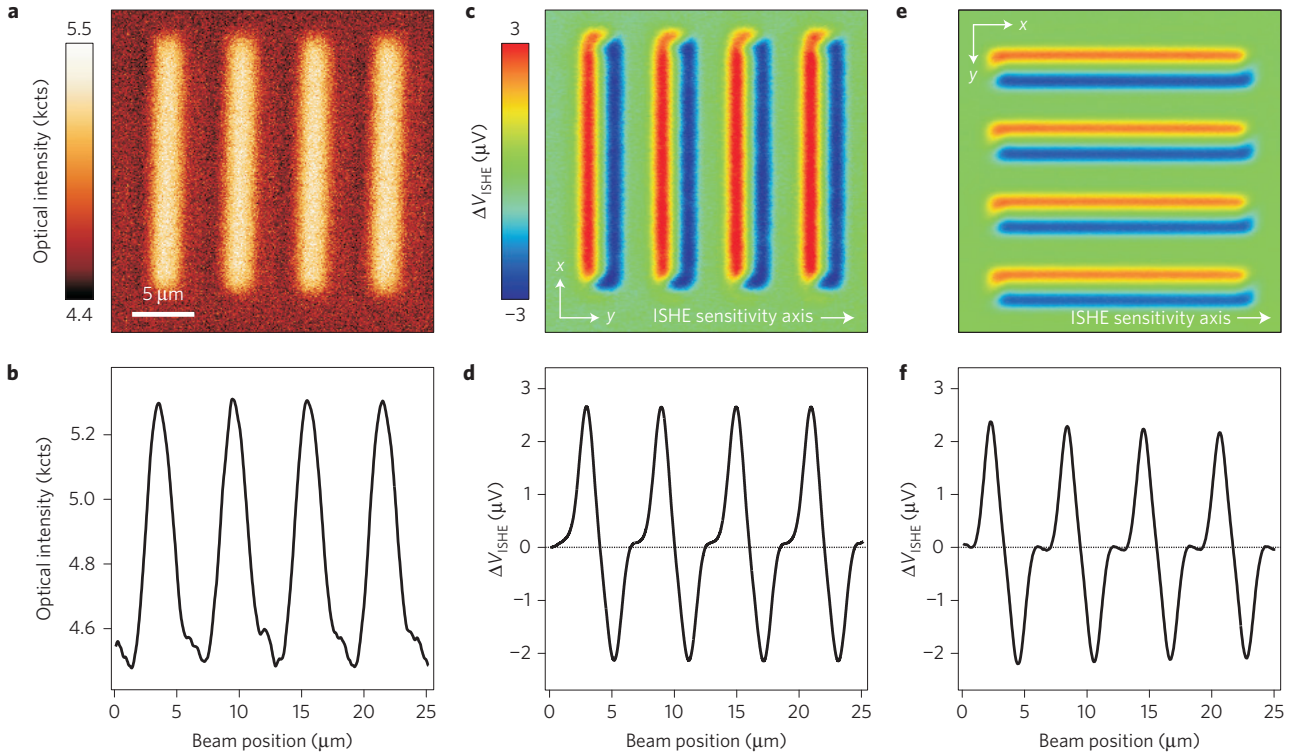 a
5.5
Optical intensity (kcts)
4.4
5 μm
c
3
ΔV_ISHE (μV)
−3
x
y
ISHE sensitivity axis
e
x
y
ISHE sensitivity axis
b
Optical intensity (kcts)
5.2
5.0
4.8
4.6
0 5 10 15 20 25
Beam position (μm)
d
ΔV_ISHE (μV)
3
2
1
0
−1
−2
0 5 10 15 20 25
Beam position (μm)
f
ΔV_ISHE (μV)
3
2
1
0
−1
−2
0 5 10 15 20 25
Beam position (μm)